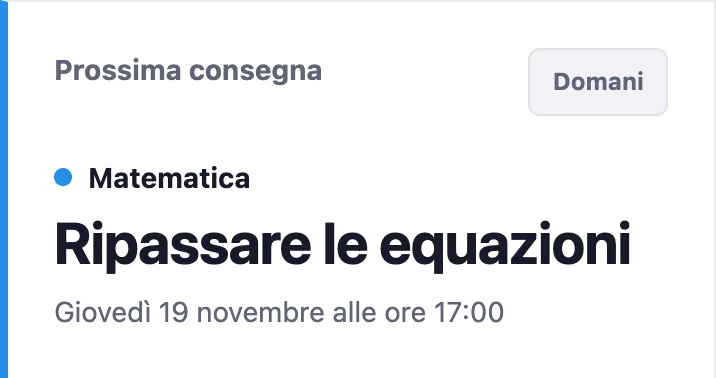 Prossima consegna
Domani
Matematica
Ripassare le equazioni
Giovedì 19 novembre alle ore 17:00